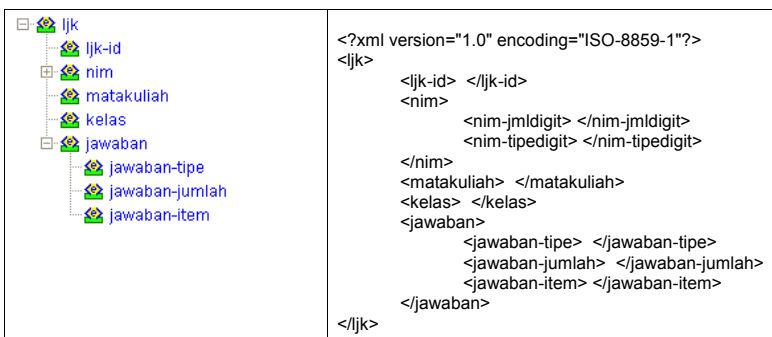 ljk
ljk-id
nim
matakuliah
kelas
jawaban
jawaban-tipe
jawaban-jumlah
jawaban-item
<?xml version="1.0" encoding="ISO-8859-1"?>
<ljk>
<ljk-id> </ljk-id>
<nim>
<nim-jmldigit> </nim-jmldigit>
<nim-tipedigit> </nim-tipedigit>
</nim>
<matakuliah> </matakuliah>
<kelas> </kelas>
<jawaban>
<jawaban-tipe> </jawaban-tipe>
<jawaban-jumlah> </jawaban-jumlah>
<jawaban-item> </jawaban-item>
</jawaban>
</ljk>